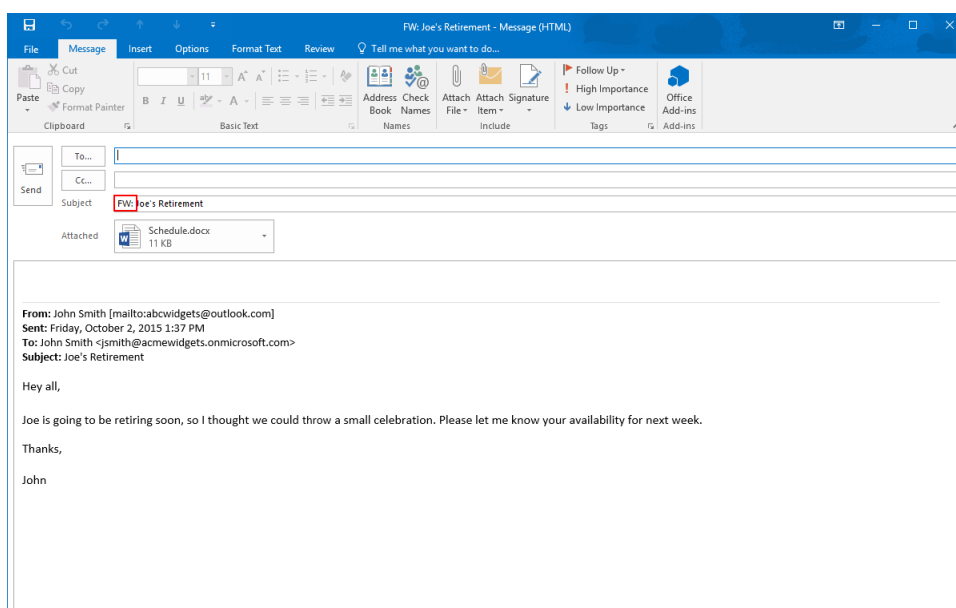 FW: Joe's Retirement - Message (HTML)
File Message Insert Options Format Text Review Tell me what you want to do...
Cut
Copy
Format Painter
Paste
Clipboard
11
B I U
Basic Text
Address Book
Check Names
Names
Attach File
Attach Item
Signature
Include
Follow Up
High Importance
Low Importance
Tags
Office Add-ins
Add-ins
Send
To...
Cc...
Subject FW: Joe's Retirement
Attached Schedule.docx
11 KB
From: John Smith [mailto:abcwidgets@outlook.com]
Sent: Friday, October 2, 2015 1:37 PM
To: John Smith <jsmith@acmewidgets.onmicrosoft.com>
Subject: Joe's Retirement
Hey all,
Joe is going to be retiring soon, so I thought we could throw a small celebration. Please let me know your availability for next week.
Thanks,
John